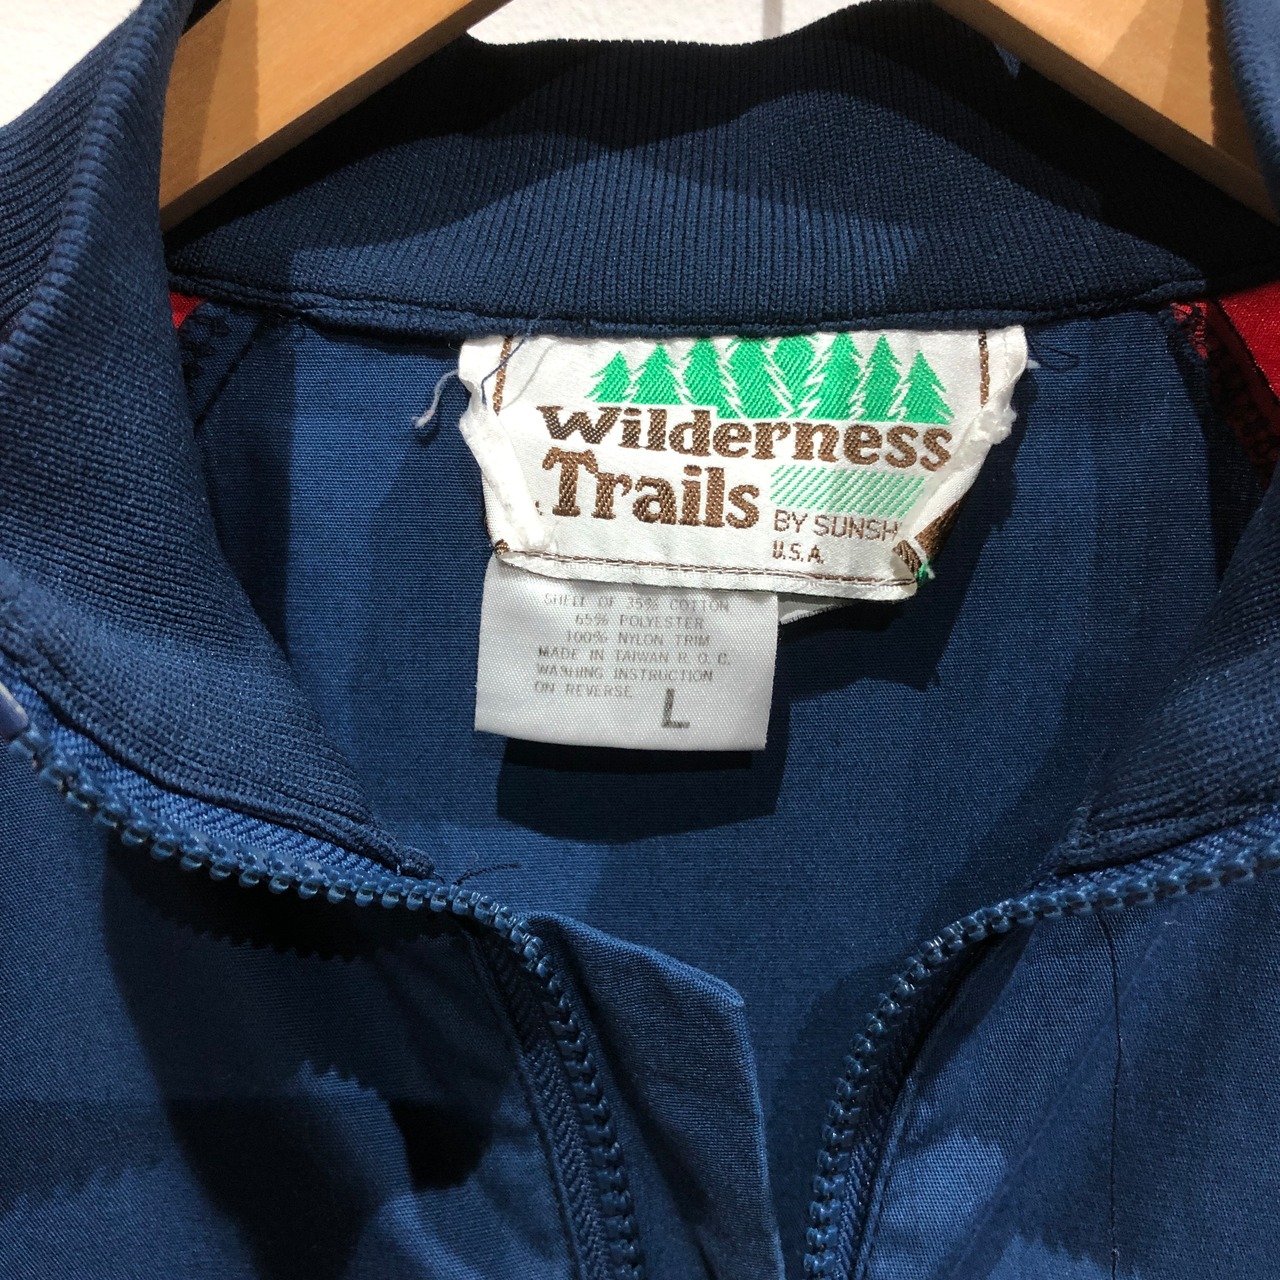 Wilderness
Trails
BY SUNSH
U.S.A.
SHELL OF 35% COTTON
65% POLYESTER
100% NYLON TRIM
MADE IN TAIWAN R.O.C.
WASHING INSTRUCTION
ON REVERSE
L